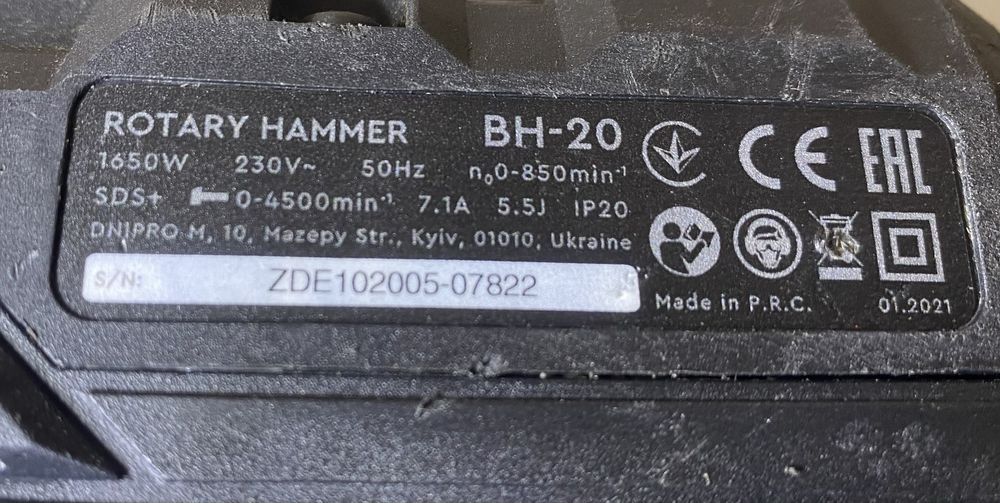 ROTARY HAMMER BH-20
1650W 230V~ 50Hz n₀0-850min⁻¹
SDS+ 0-4500min⁻¹ 7.1A 5.5J IP20
DNIPRO M, 10, Mazepy Str., Kyiv, 01010, Ukraine
S/N: ZDE102005-07822
CE EAC
Made in P.R.C. 01.2021